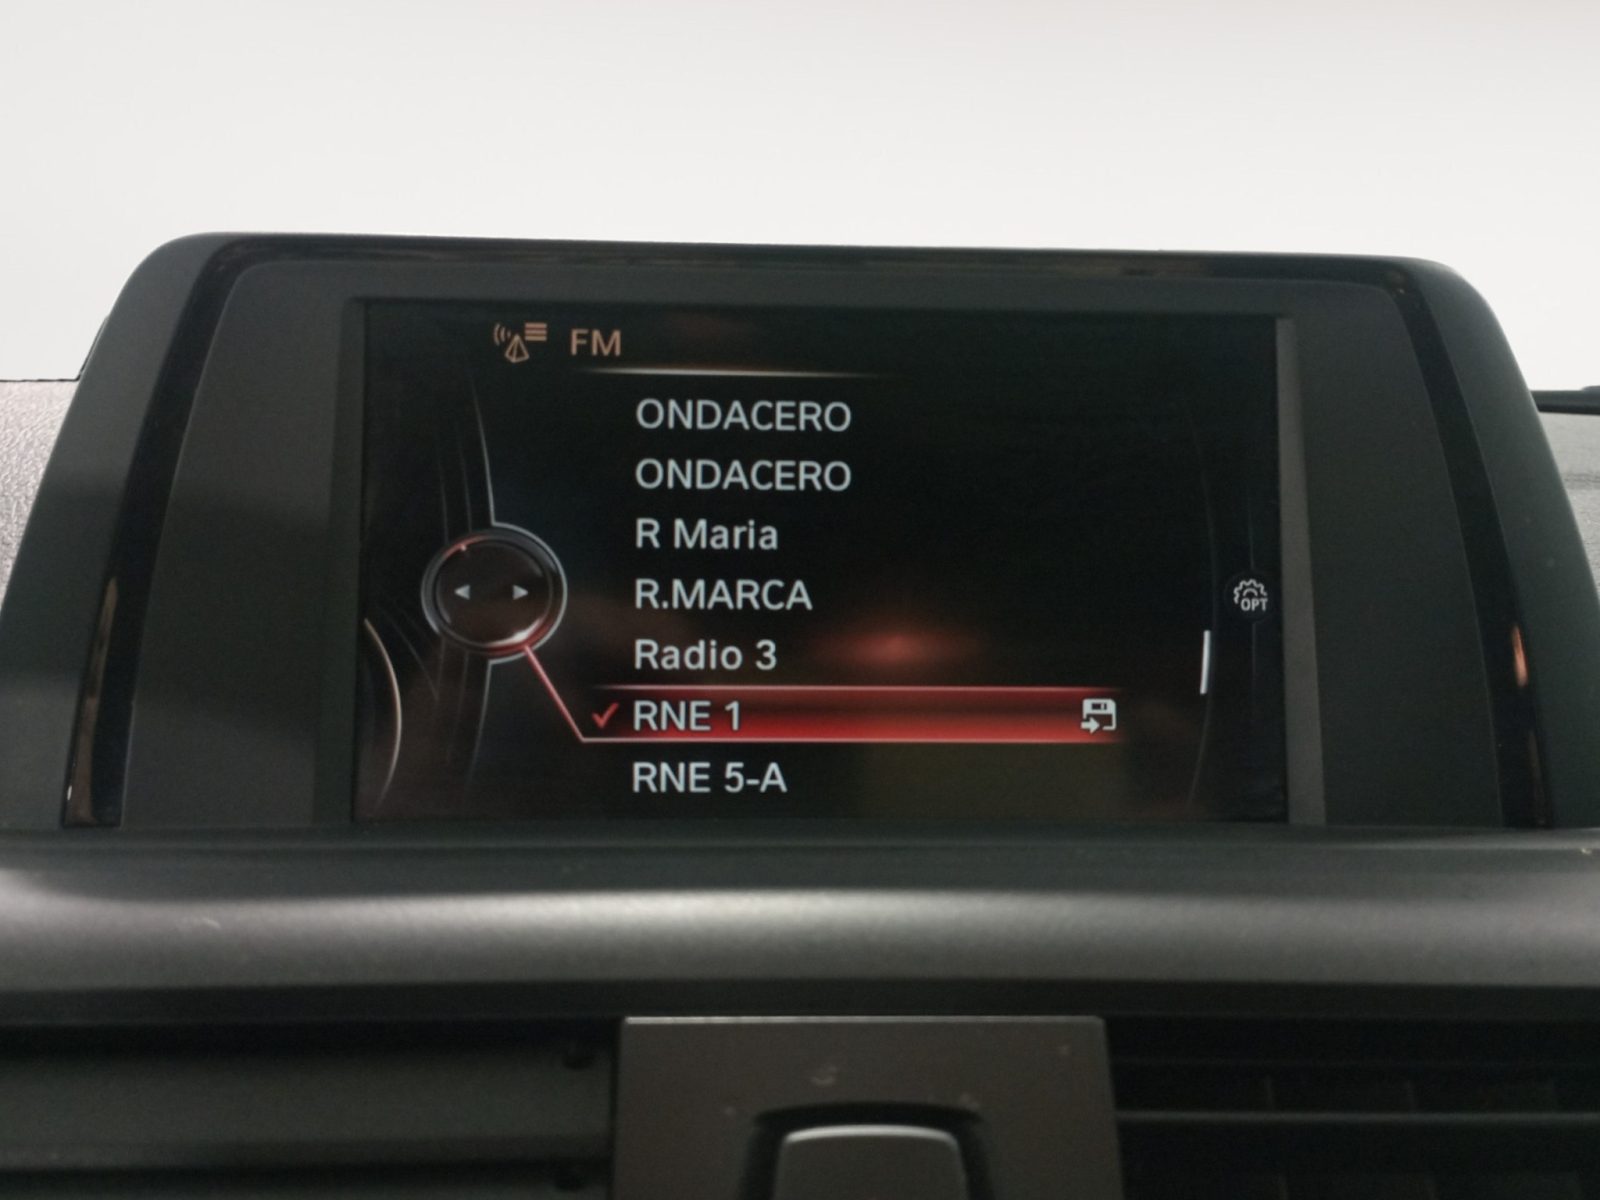 FM
ONDACERO
ONDACERO
R Maria
R.MARCA
Radio 3
RNE 1
RNE 5-A
OPT